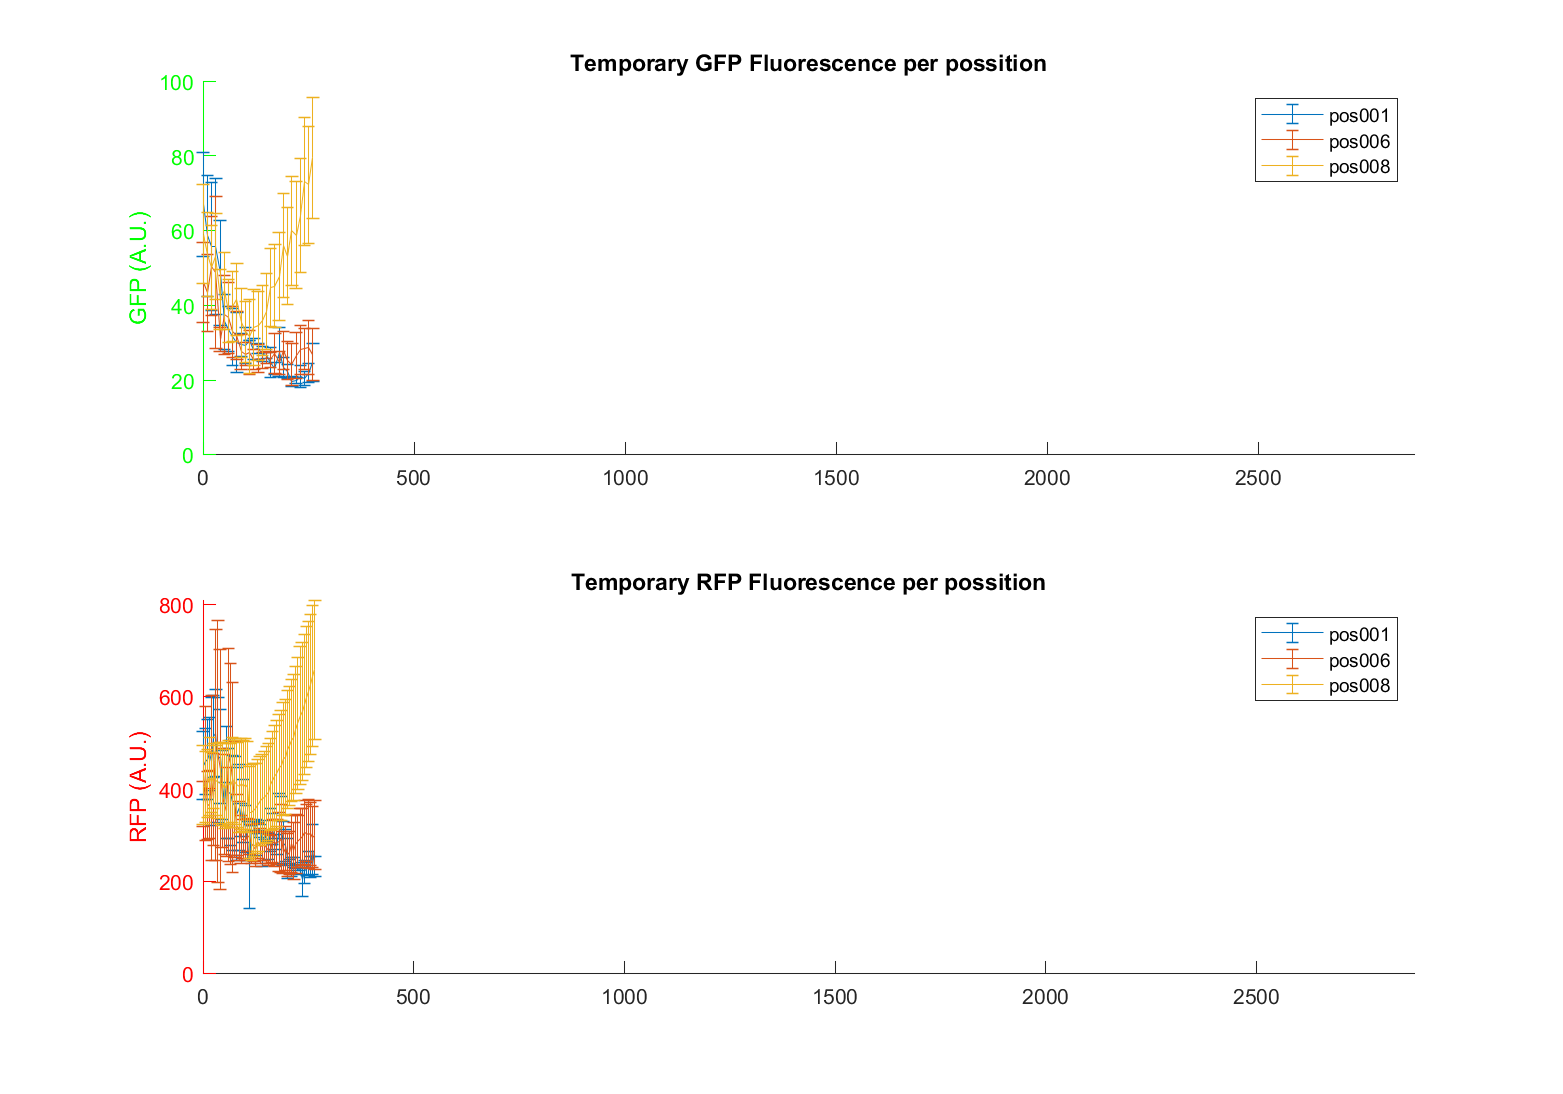 Temporary GFP Fluorescence per possition
100
80
60
40
20
0
GFP (A.U.)
0 500 1000 1500 2000 2500
pos001
pos006
pos008
Temporary RFP Fluorescence per possition
800
600
400
200
0
RFP (A.U.)
0 500 1000 1500 2000 2500
pos001
pos006
pos008